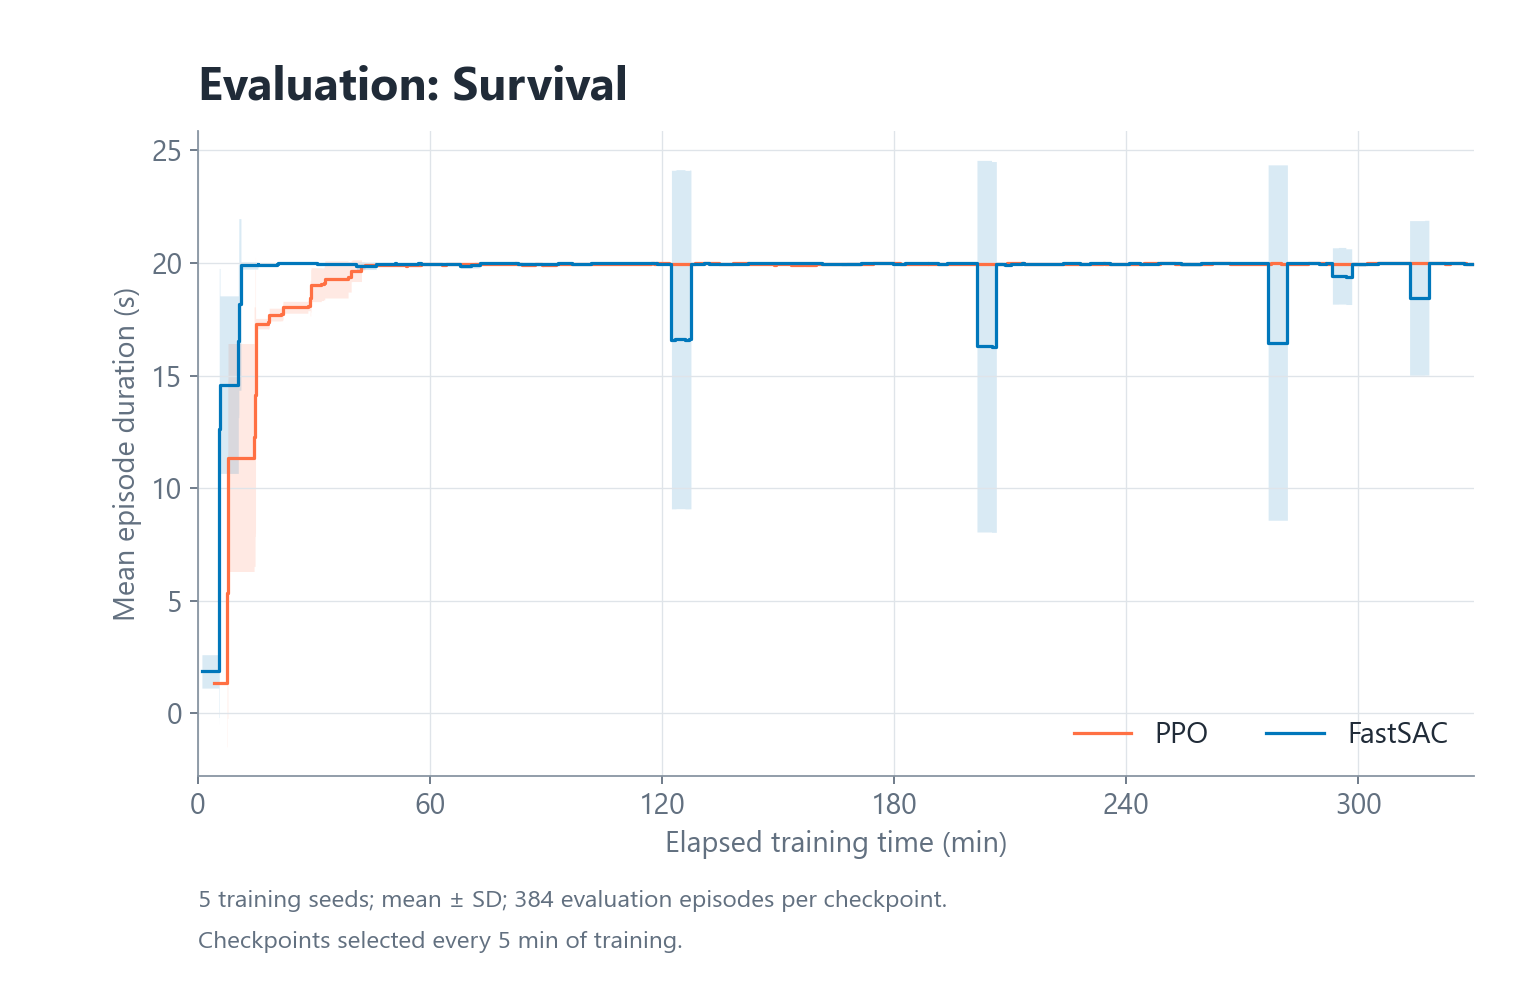 Evaluation: Survival
25
20
15
10
5
0
Mean episode duration (s)
PPO
FastSAC
0
60
120
180
240
300
Elapsed training time (min)
5 training seeds; mean ± SD; 384 evaluation episodes per checkpoint.
Checkpoints selected every 5 min of training.